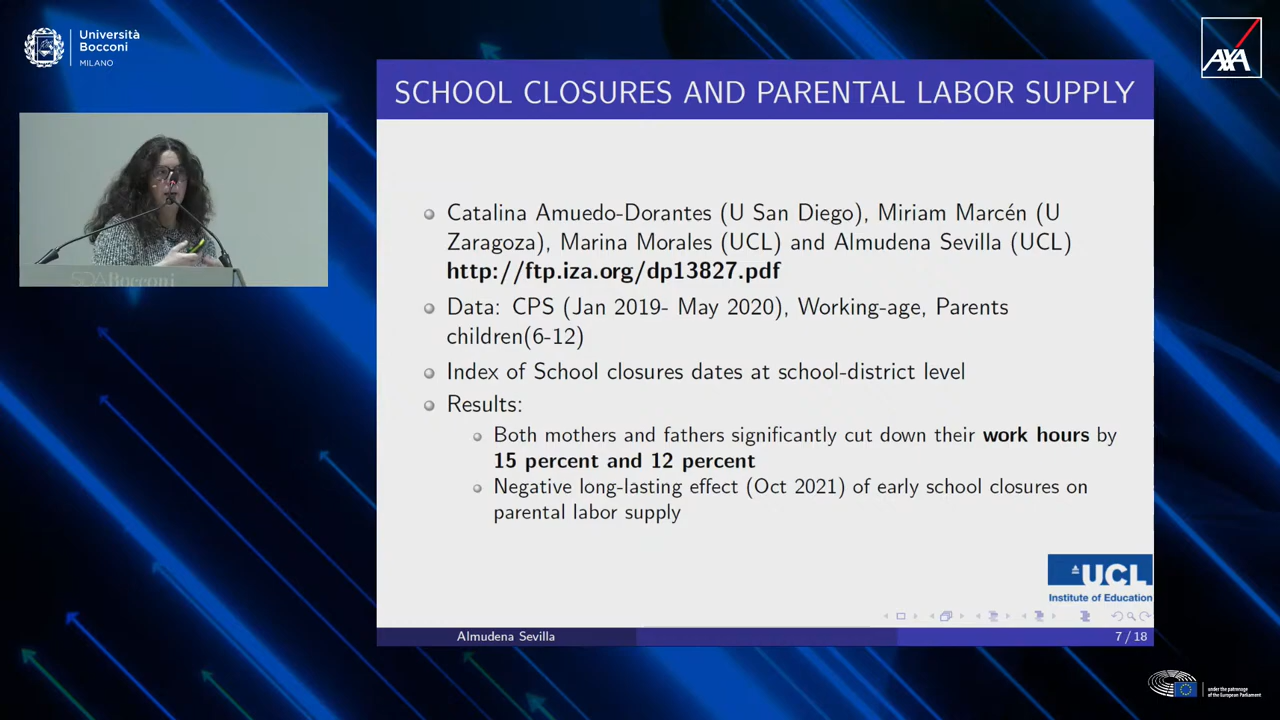 Università
Bocconi
MILANO
AXA
SCHOOL CLOSURES AND PARENTAL LABOR SUPPLY
Catalina Amuedo-Dorantes (U San Diego), Miriam Marcén (U
Zaragoza), Marina Morales (UCL) and Almudena Sevilla (UCL)
http://ftp.iza.org/dp13827.pdf
Data: CPS (Jan 2019- May 2020), Working-age, Parents
children(6-12)
Index of School closures dates at school-district level
Results:
Both mothers and fathers significantly cut down their work hours by
15 percent and 12 percent
Negative long-lasting effect (Oct 2021) of early school closures on
parental labor supply
SDA Bocconi
UCL
Institute of Education
Almudena Sevilla
7 / 18
under the patronage
of the European Parliament